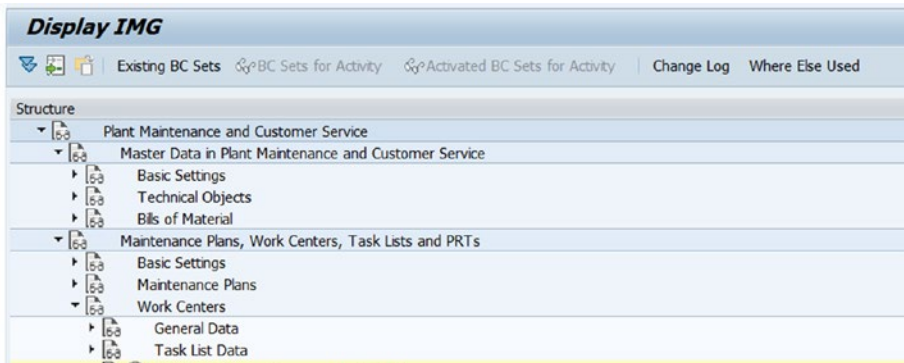 Display IMG
Existing BC Sets BC Sets for Activity Activated BC Sets for Activity Change Log Where Else Used
Structure
Plant Maintenance and Customer Service
Master Data in Plant Maintenance and Customer Service
Basic Settings
Technical Objects
Bills of Material
Maintenance Plans, Work Centers, Task Lists and PRTs
Basic Settings
Maintenance Plans
Work Centers
General Data
Task List Data